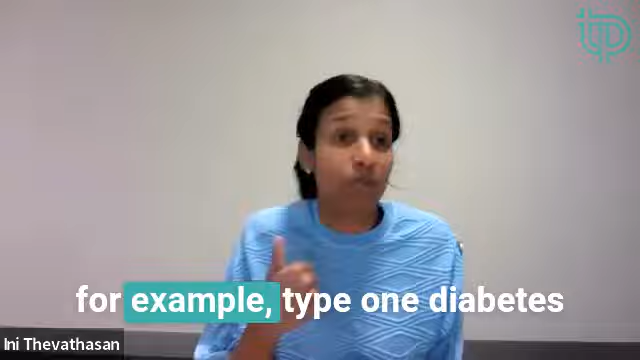 for example, type one diabetes
Ini Thevathasan